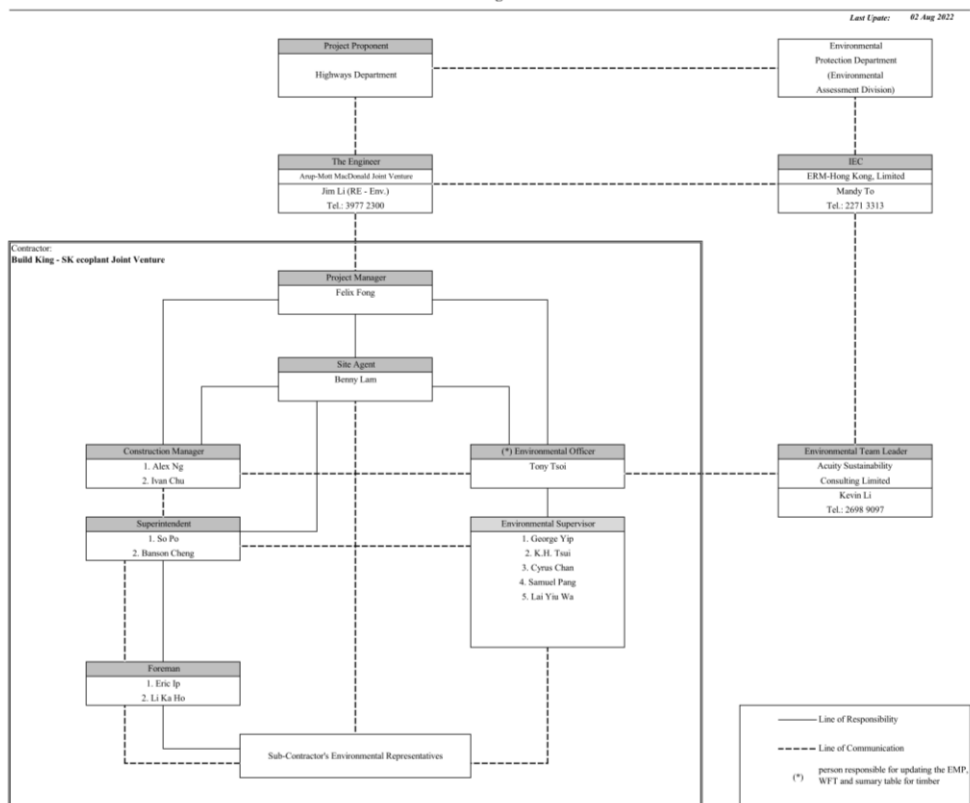 Last Upate: 02 Aug 2022
Project Proponent
Highways Department
Environmental
Protection Department
(Environmental
Assessment Division)
The Engineer
Arup-Mott MacDonald Joint Venture
Jim Li (RE - Env.)
Tel.: 3977 2300
IEC
ERM-Hong Kong, Limited
Mandy To
Tel.: 2271 3313
Contractor:
Build King - SK ecoplant Joint Venture
Project Manager
Felix Fong
Site Agent
Benny Lam
Construction Manager
1. Alex Ng
2. Ivan Chu
(*) Environmental Officer
Tony Tsoi
Environmental Team Leader
Acuity Sustainability
Consulting Limited
Kevin Li
Tel.: 2698 9097
Superintendent
1. So Po
2. Banson Cheng
Environmental Supervisor
1. George Yip
2. K.H. Tsui
3. Cyrus Chan
4. Samuel Pang
5. Lai Yiu Wa
Foreman
1. Eric Ip
2. Li Ka Ho
Sub-Contractor's Environmental Representatives
Line of Responsibility
Line of Communication
(*) person responsible for updating the EMP,
WFT and sumary table for timber